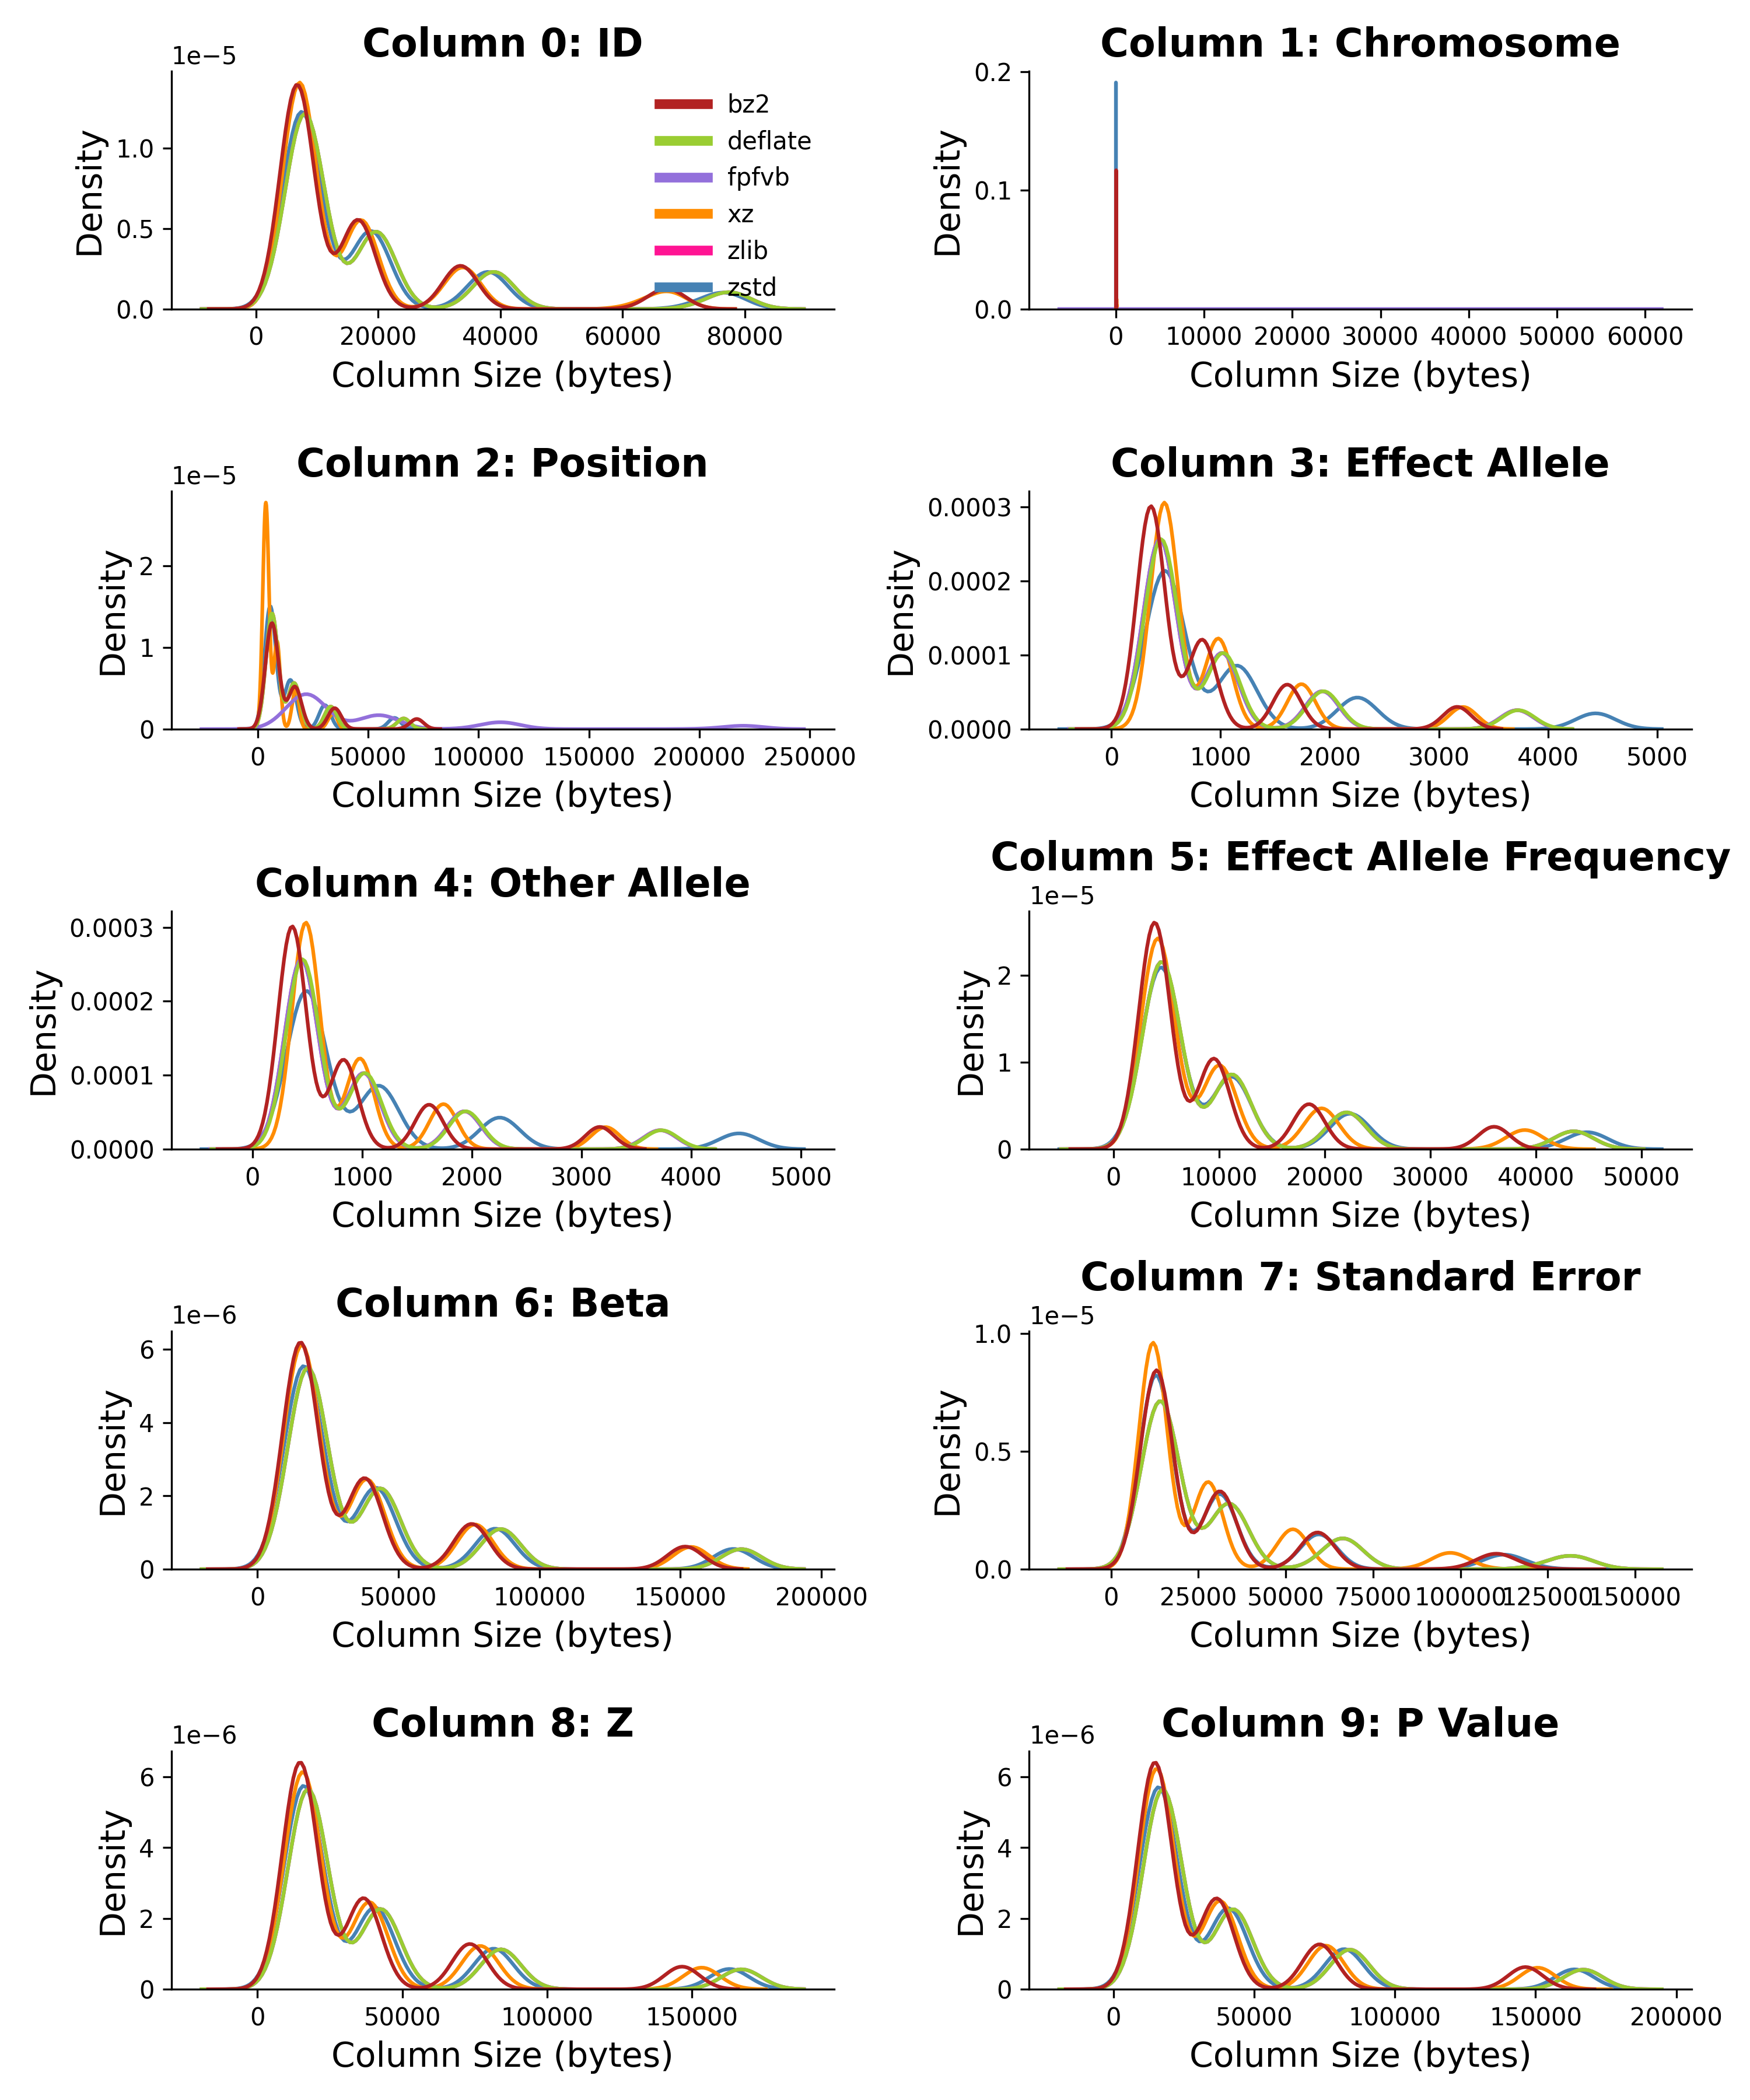 Column 0: ID
1e−5
1.0
0.5
0.0
Density
bz2
deflate
fpfvb
xz
zlib
zstd
0 20000 40000 60000 80000
Column Size (bytes)
Column 1: Chromosome
0.2
0.1
0.0
Density
0 10000 20000 30000 40000 50000 60000
Column Size (bytes)
Column 2: Position
1e−5
2
1
0
Density
0 50000 100000 150000 200000 250000
Column Size (bytes)
Column 3: Effect Allele
0.0003
0.0002
0.0001
0.0000
Density
0 1000 2000 3000 4000 5000
Column Size (bytes)
Column 4: Other Allele
0.0003
0.0002
0.0001
0.0000
Density
0 1000 2000 3000 4000 5000
Column Size (bytes)
Column 5: Effect Allele Frequency
1e−5
2
1
0
Density
0 10000 20000 30000 40000 50000
Column Size (bytes)
Column 6: Beta
1e−6
6
4
2
0
Density
0 50000 100000 150000 200000
Column Size (bytes)
Column 7: Standard Error
1e−5
1.0
0.5
0.0
Density
0 25000 50000 75000 100000 125000 150000
Column Size (bytes)
Column 8: Z
1e−6
6
4
2
0
Density
0 50000 100000 150000
Column Size (bytes)
Column 9: P Value
1e−6
6
4
2
0
Density
0 50000 100000 150000 200000
Column Size (bytes)